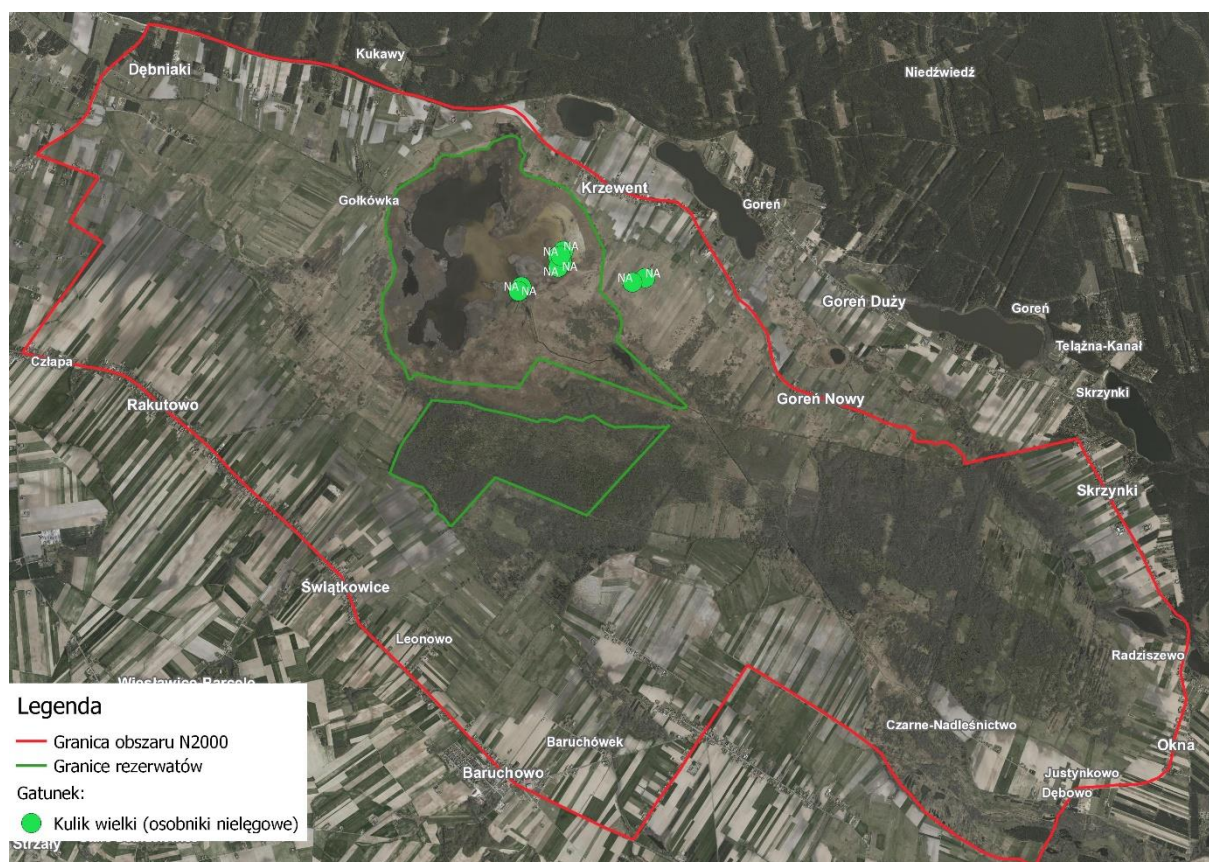 Kukawy
Dębniaki
Niedźwiedź
Krzewent
Gołkówka
Goreń
NA
NA
NA
NA
NA
NA
NA
NA
Goreń Duży
Goreń
Telążna-Kanał
Człapa
Skrzynki
Rakutowo
Goreń Nowy
Skrzynki
Świątkowice
Leonowo
Radziszewo
Legenda
Granica obszaru N2000
Granice rezerwatów
Gatunek:
Kulik wielki (osobniki nielęgowe)
Czarne-Nadleśnictwo
Baruchówek
Okna
Baruchowo
Justynkowo
Dębowo
Strzały